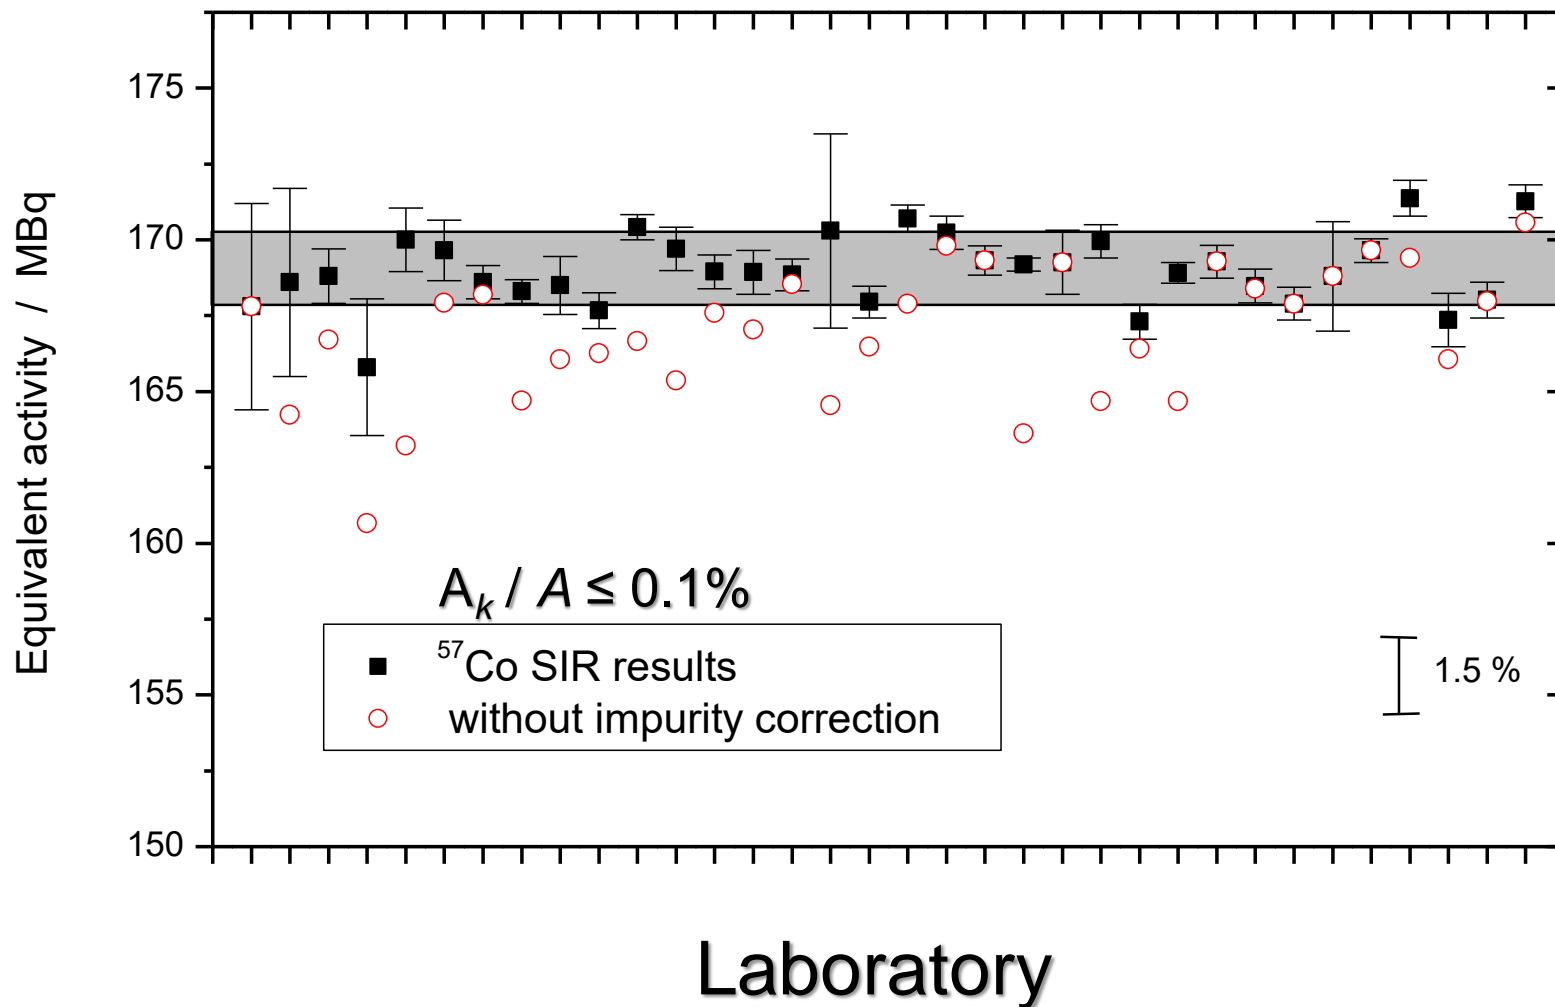 Equivalent activity / MBq
175
170
165
160
155
150
A_k / A ≤ 0.1%
⁵⁷Co SIR results
without impurity correction
1.5 %
Laboratory